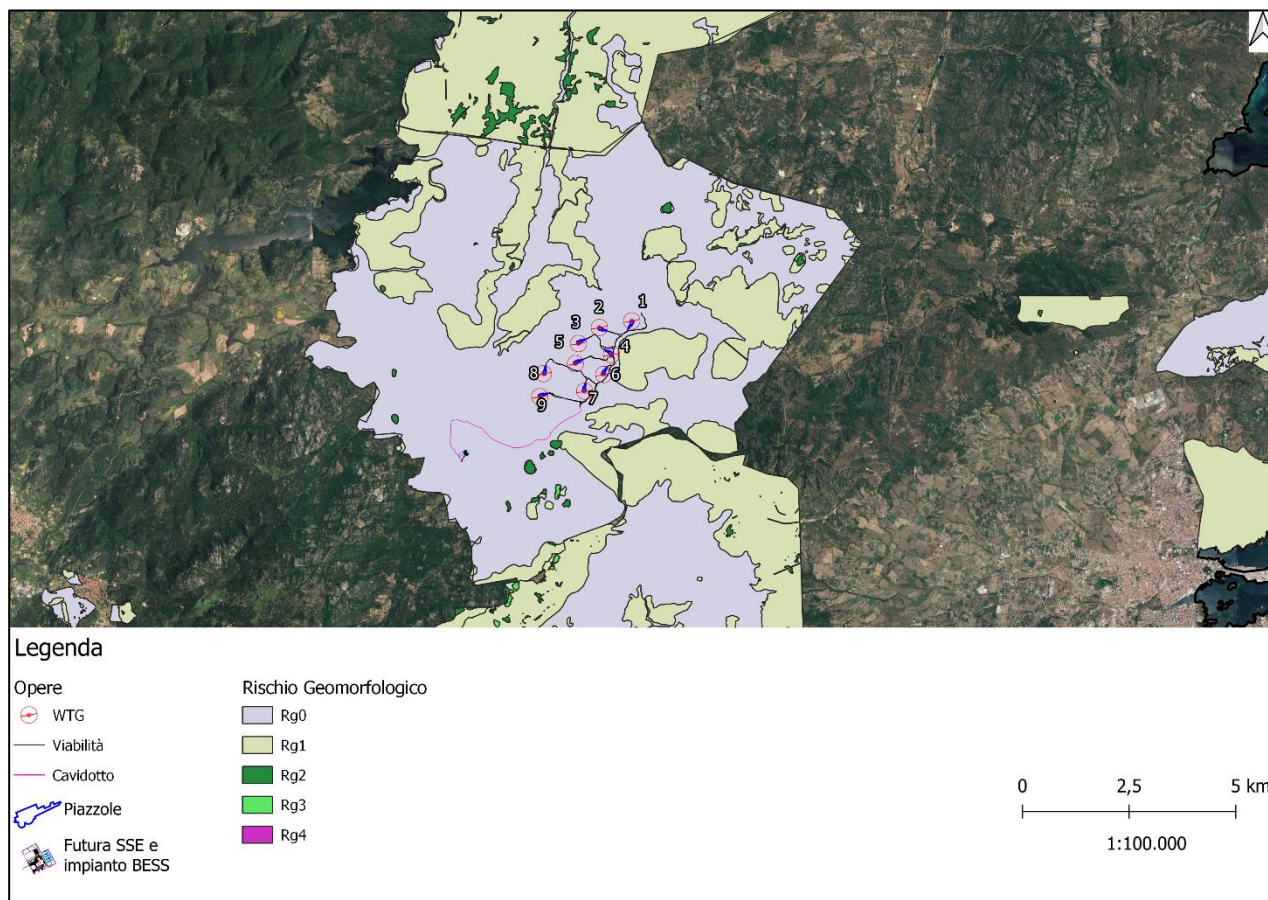 1
2
3
4
5
6
8
7
9
Legenda
Opere
WTG
Viabilità
Cavidotto
Piazzole
Futura SSE e
impianto BESS
Rischio Geomorfologico
Rg0
Rg1
Rg2
Rg3
Rg4
0 2,5 5 km
1:100.000